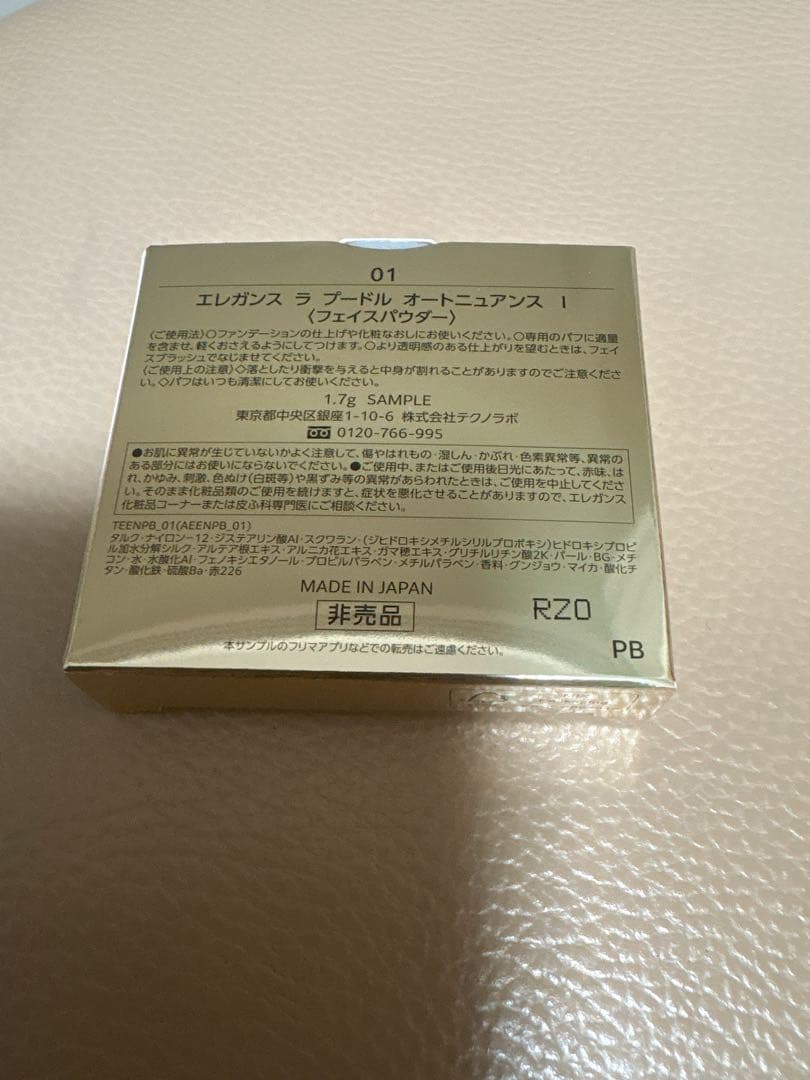 01
エレガンス ラ プードル オートニュアンス I
〈フェイスパウダー〉
〈ご使用法〉○ファンデーションの仕上げや化粧なおしにお使いください。○専用のパフに適量
を含ませ、軽くおさえるようにしてつけます。○より透明感のある仕上がりを望むときは、フェイ
スブラッシュでなじませてください。
〈ご使用上の注意〉◇落としたり衝撃を与えると中身が割れることがありますのでご注意くださ
い。◇パフはいつも清潔にしてお使いください。
1.7g SAMPLE
東京都中央区銀座1-10-6 株式会社テクノラボ
0120-766-995
●お肌に異常が生じていないかよく注意して、傷やはれもの・湿しん・かぶれ・色素異常等、異常の
ある部分にはお使いにならないでください。●ご使用中、またはご使用後日光にあたって、赤味、は
れ、かゆみ、刺激、色ぬけ(白斑等)や黒ずみ等の異常があらわれたときは、ご使用を中止してくださ
い。そのまま化粧品類のご使用を続けますと、症状を悪化させることがありますので、エレガンス
化粧品コーナーまたは皮ふ科専門医にご相談ください。
TEENPB_01(AEENPB_01)
タルク・ナイロン-12・ジステアリン酸Al・スクワラン・(ジヒドロキシメチルシリルプロポキシ)ヒドロキシプロピ
ル加水分解シルク・アルテア根エキス・アルニカ花エキス・ガマ穂エキス・グリチルリチン酸2K・パール・BG・メチ
コン・水・水酸化Al・フェノキシエタノール・プロピルパラベン・メチルパラベン・香料・グンジョウ・マイカ・酸化チ
タン・酸化鉄・硫酸Ba・赤226
MADE IN JAPAN
非売品
RZ0
本サンプルのフリマアプリなどでの転売はご遠慮ください。
PB